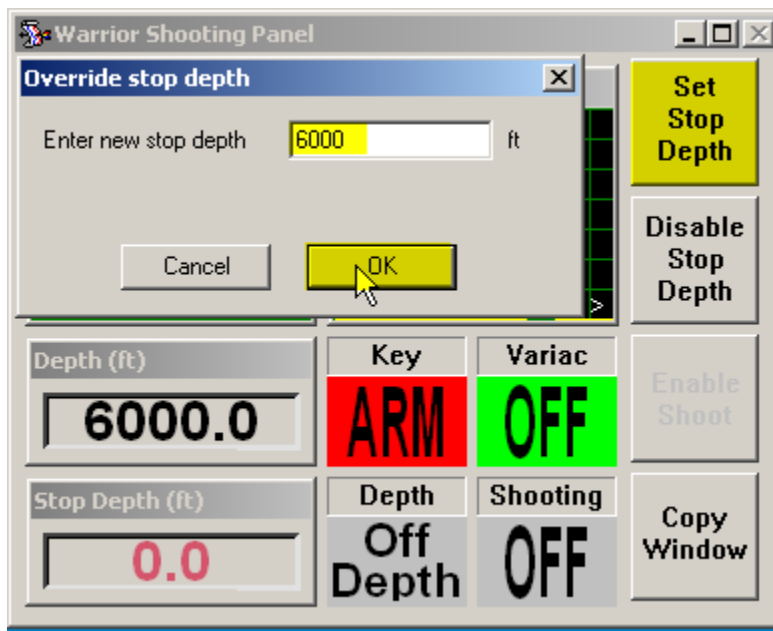 Warrior Shooting Panel
Override stop depth
Enter new stop depth 6000 ft
Cancel OK
>
Set
Stop
Depth
Disable
Stop
Depth
Enable
Shoot
Copy
Window
Depth (ft)
6000.0
Key
ARM
Variac
OFF
Stop Depth (ft)
0.0
Depth
Off
Depth
Shooting
OFF